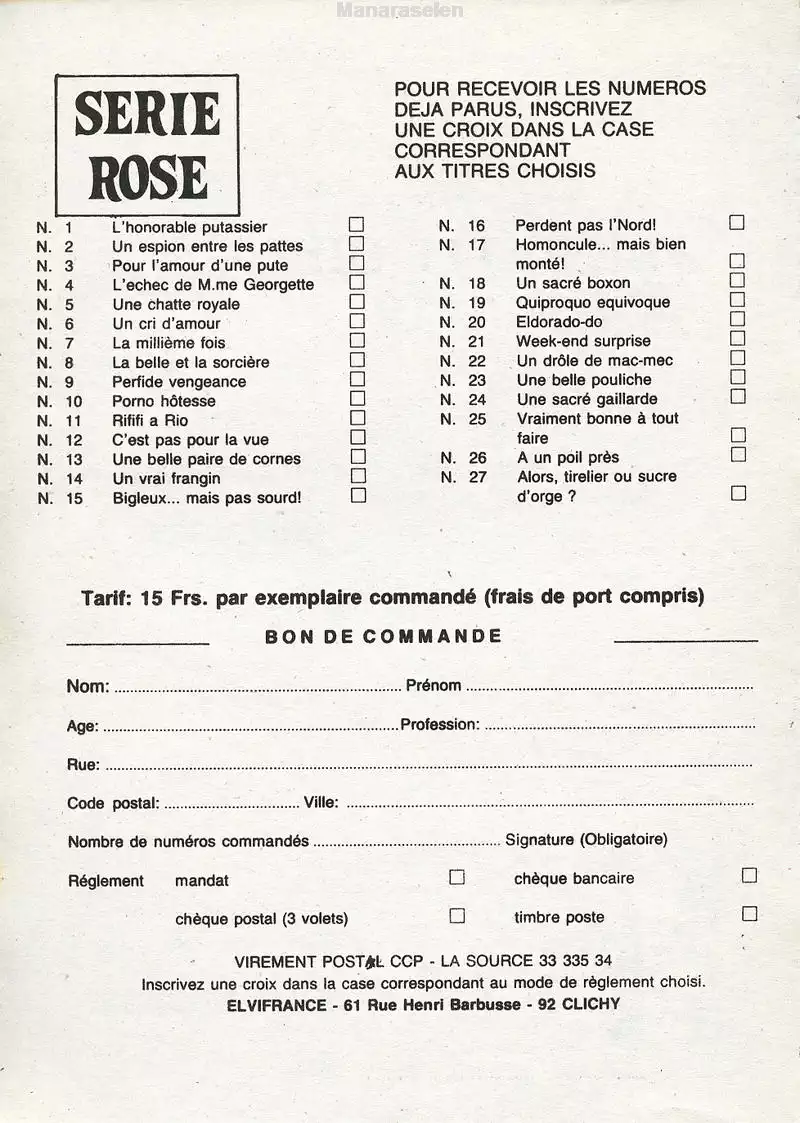 Manaraselen
SERIE
ROSE
POUR RECEVOIR LES NUMEROS
DEJA PARUS, INSCRIVEZ
UNE CROIX DANS LA CASE
CORRESPONDANT
AUX TITRES CHOISIS
N. 1 L'honorable putassier
N. 2 Un espion entre les pattes
N. 3 Pour l'amour d'une pute
N. 4 L'echec de M.me Georgette
N. 5 Une chatte royale
N. 6 Un cri d'amour
N. 7 La millième fois
N. 8 La belle et la sorcière
N. 9 Perfide vengeance
N. 10 Porno hôtesse
N. 11 Rififi a Rio
N. 12 C'est pas pour la vue
N. 13 Une belle paire de cornes
N. 14 Un vrai frangin
N. 15 Bigleux... mais pas sourd!
N. 16 Perdent pas l'Nord!
N. 17 Homoncule... mais bien
monté!
N. 18 Un sacré boxon
N. 19 Quiproquo equivoque
N. 20 Eldorado-do
N. 21 Week-end surprise
N. 22 Un drôle de mac-mec
N. 23 Une belle pouliche
N. 24 Une sacré gaillarde
N. 25 Vraiment bonne à tout
faire
N. 26 A un poil près
N. 27 Alors, tirelier ou sucre
d'orge ?
Tarif: 15 Frs. par exemplaire commandé (frais de port compris)
BON DE COMMANDE
Nom: Prénom
Age: Profession:
Rue:
Code postal: Ville:
Nombre de numéros commandés Signature (Obligatoire)
Réglement mandat chèque bancaire
chèque postal (3 volets) timbre poste
VIREMENT POSTAL CCP - LA SOURCE 33 335 34
Inscrivez une croix dans la case correspondant au mode de règlement choisi.
ELVIFRANCE - 61 Rue Henri Barbusse - 92 CLICHY